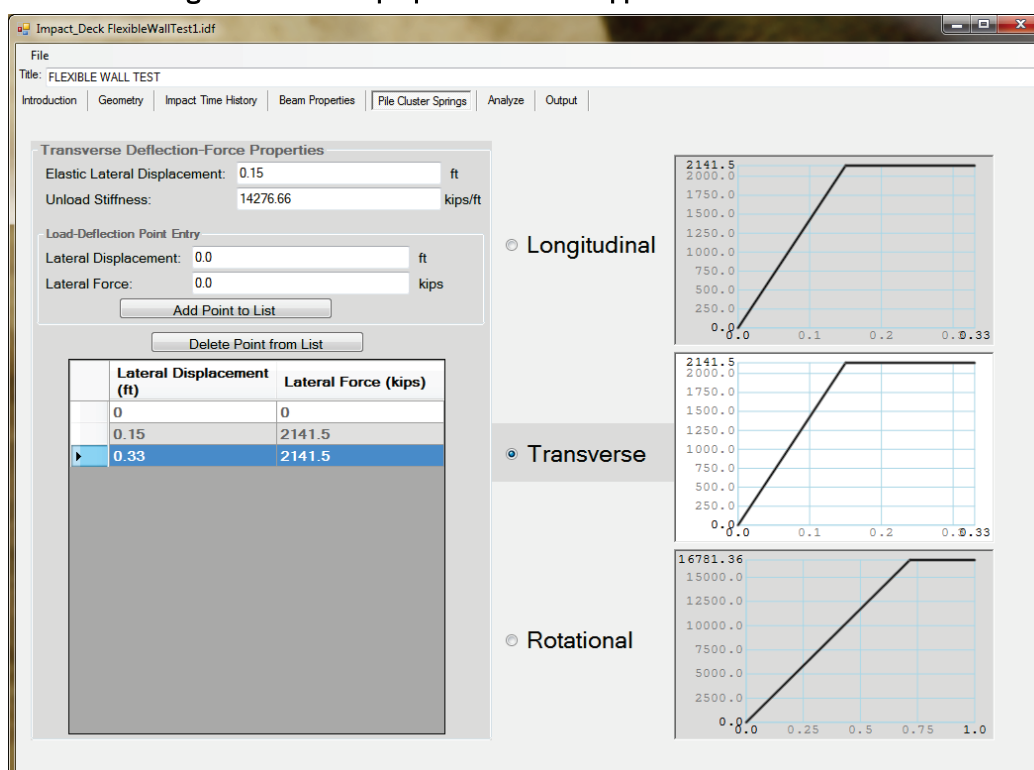 Impact_Deck FlexibleWallTest1.idf
File
Title: FLEXIBLE WALL TEST
Introduction Geometry Impact Time History Beam Properties Pile Cluster Springs Analyze Output
Transverse Deflection-Force Properties
Elastic Lateral Displacement: 0.15 ft
Unload Stiffness: 14276.66 kips/ft
Load-Deflection Point Entry
Lateral Displacement: 0.0 ft
Lateral Force: 0.0 kips
Add Point to List
Delete Point from List
Lateral Displacement (ft) Lateral Force (kips)
0 0
0.15 2141.5
0.33 2141.5
Longitudinal
2141.5
2000.0
1750.0
1500.0
1250.0
1000.0
750.0
500.0
250.0
0.0
0.0 0.1 0.2 0.33
Transverse
2141.5
2000.0
1750.0
1500.0
1250.0
1000.0
750.0
500.0
250.0
0.0
0.0 0.1 0.2 0.33
Rotational
16781.36
15000.0
12500.0
10000.0
7500.0
5000.0
2500.0
0.0
0.0 0.25 0.5 0.75 1.0